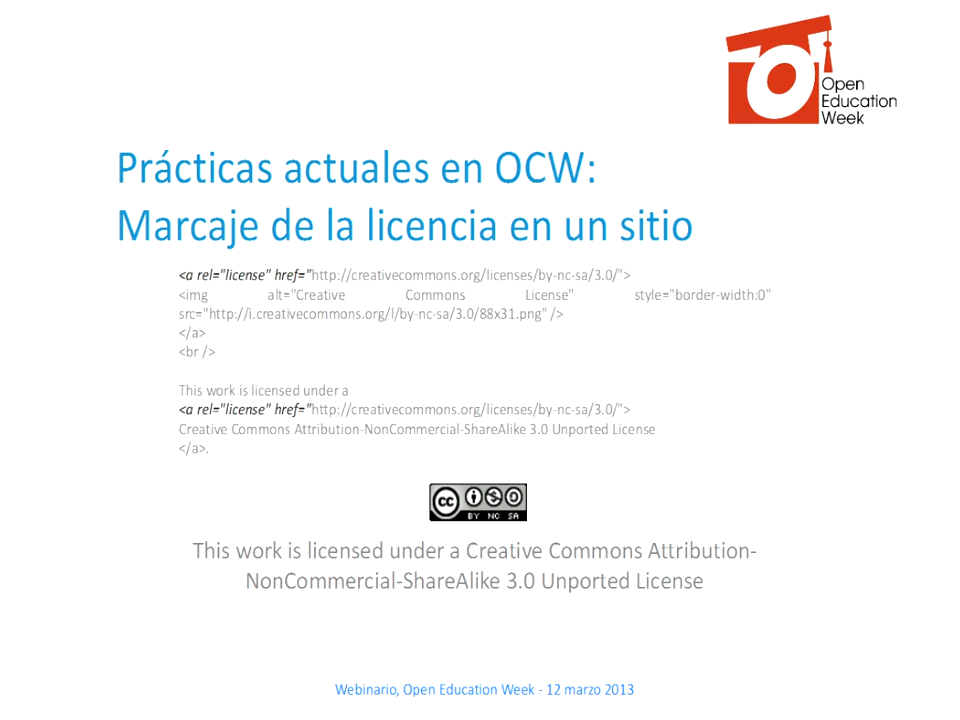 Open
Education
Week
Prácticas actuales en OCW:
Marcaje de la licencia en un sitio
<a rel="license" href="http://creativecommons.org/licenses/by-nc-sa/3.0/">
<img alt="Creative Commons License" style="border-width:0"
src="http://i.creativecommons.org/l/by-nc-sa/3.0/88x31.png" />
</a>
<br />
This work is licensed under a
<a rel="license" href="http://creativecommons.org/licenses/by-nc-sa/3.0/">
Creative Commons Attribution-NonCommercial-ShareAlike 3.0 Unported License
</a>.
cc
BY NC SA
This work is licensed under a Creative Commons Attribution-
NonCommercial-ShareAlike 3.0 Unported License
Webinario, Open Education Week - 12 marzo 2013